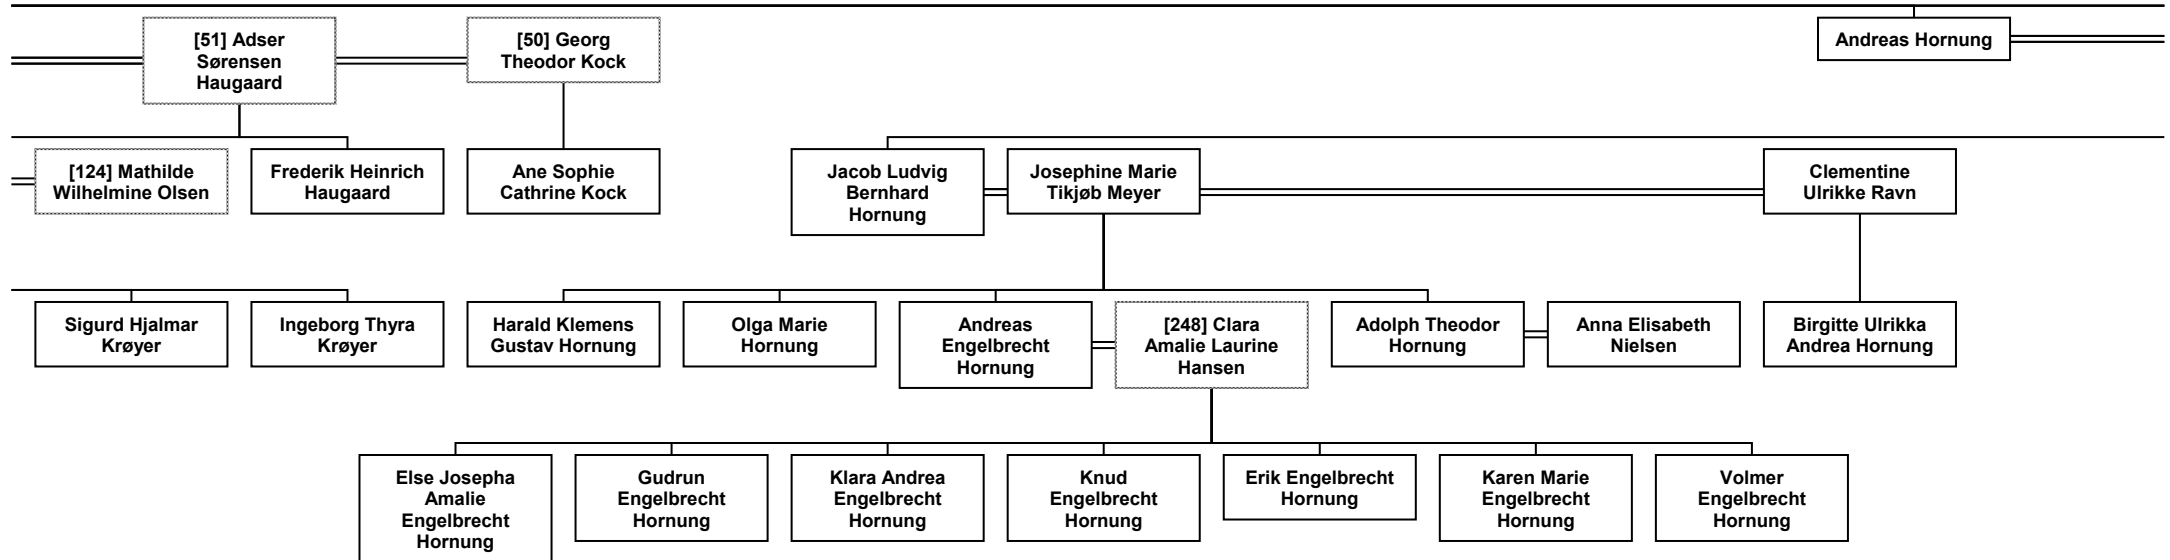 [51] Adser
Sørensen
Haugaard
[50] Georg
Theodor Kock
Andreas Hornung
[124] Mathilde
Wilhelmine Olsen
Frederik Heinrich
Haugaard
Ane Sophie
Cathrine Kock
Jacob Ludvig
Bernhard
Hornung
Josephine Marie
Tikjøb Meyer
Clementine
Ulrikke Ravn
Sigurd Hjalmar
Krøyer
Ingeborg Thyra
Krøyer
Harald Klemens
Gustav Hornung
Olga Marie
Hornung
Andreas
Engelbrecht
Hornung
[248] Clara
Amalie Laurine
Hansen
Adolph Theodor
Hornung
Anna Elisabeth
Nielsen
Birgitte Ulrikka
Andrea Hornung
Else Josepha
Amalie
Engelbrecht
Hornung
Gudrun
Engelbrecht
Hornung
Klara Andrea
Engelbrecht
Hornung
Knud
Engelbrecht
Hornung
Erik Engelbrecht
Hornung
Karen Marie
Engelbrecht
Hornung
Volmer
Engelbrecht
Hornung